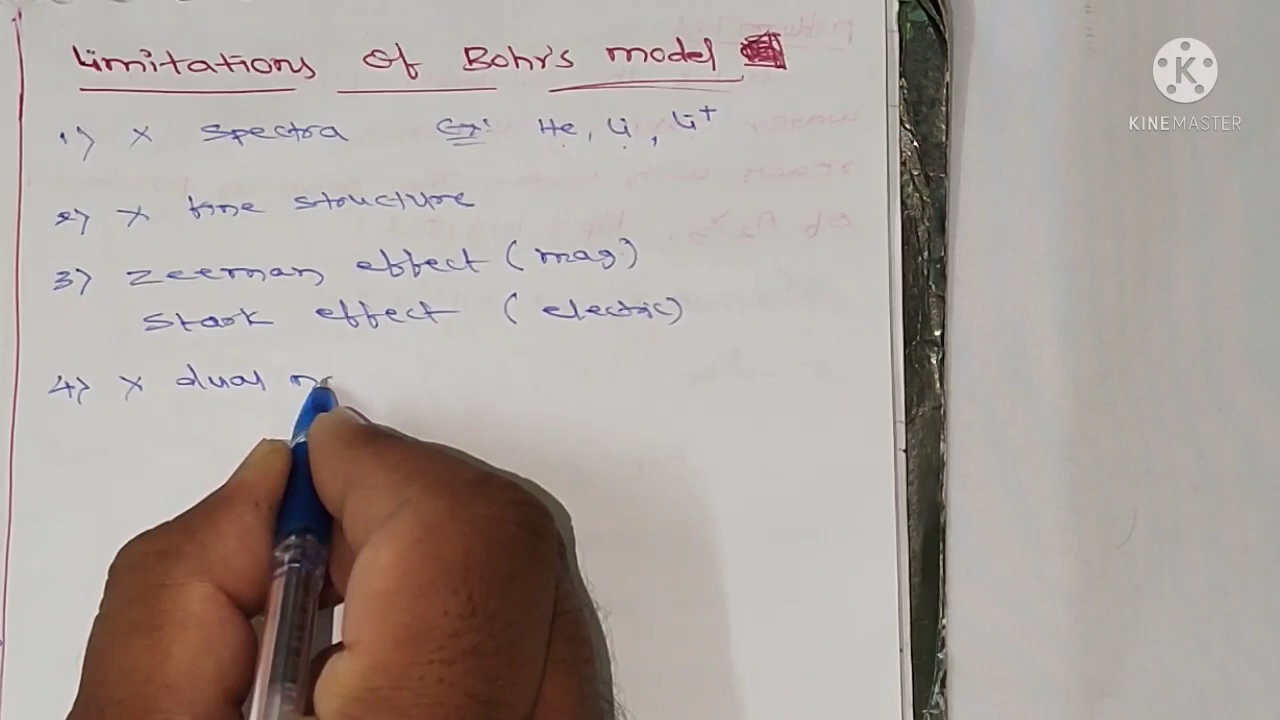 Limitations of Bohr's model
1) × Spectra Ex: He, Li, Li+
2) × fine structure
3) Zeeman effect (mag)
Stark effect (electric)
4) × dual
KINEMASTER